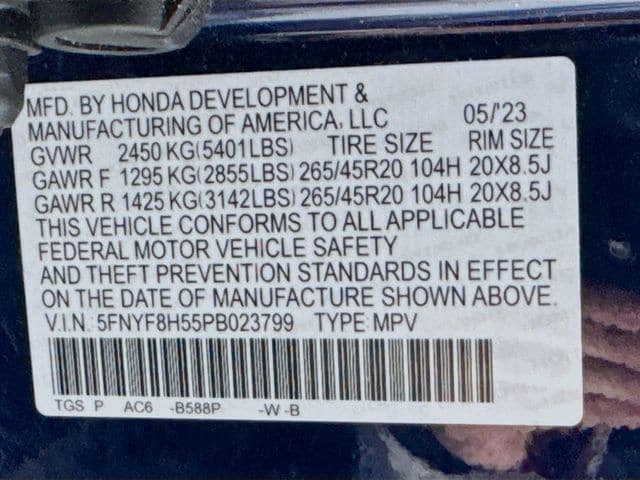 MFD. BY HONDA DEVELOPMENT &
MANUFACTURING OF AMERICA, LLC 05/'23
GVWR 2450 KG(5401LBS) TIRE SIZE RIM SIZE
GAWR F 1295 KG(2855LBS) 265/45R20 104H 20X8.5J
GAWR R 1425 KG(3142LBS) 265/45R20 104H 20X8.5J
THIS VEHICLE CONFORMS TO ALL APPLICABLE
FEDERAL MOTOR VEHICLE SAFETY
AND THEFT PREVENTION STANDARDS IN EFFECT
ON THE DATE OF MANUFACTURE SHOWN ABOVE.
V.I.N.: 5FNYF8H55PB023799 TYPE: MPV
TGS P AC6 -B588P -W -B